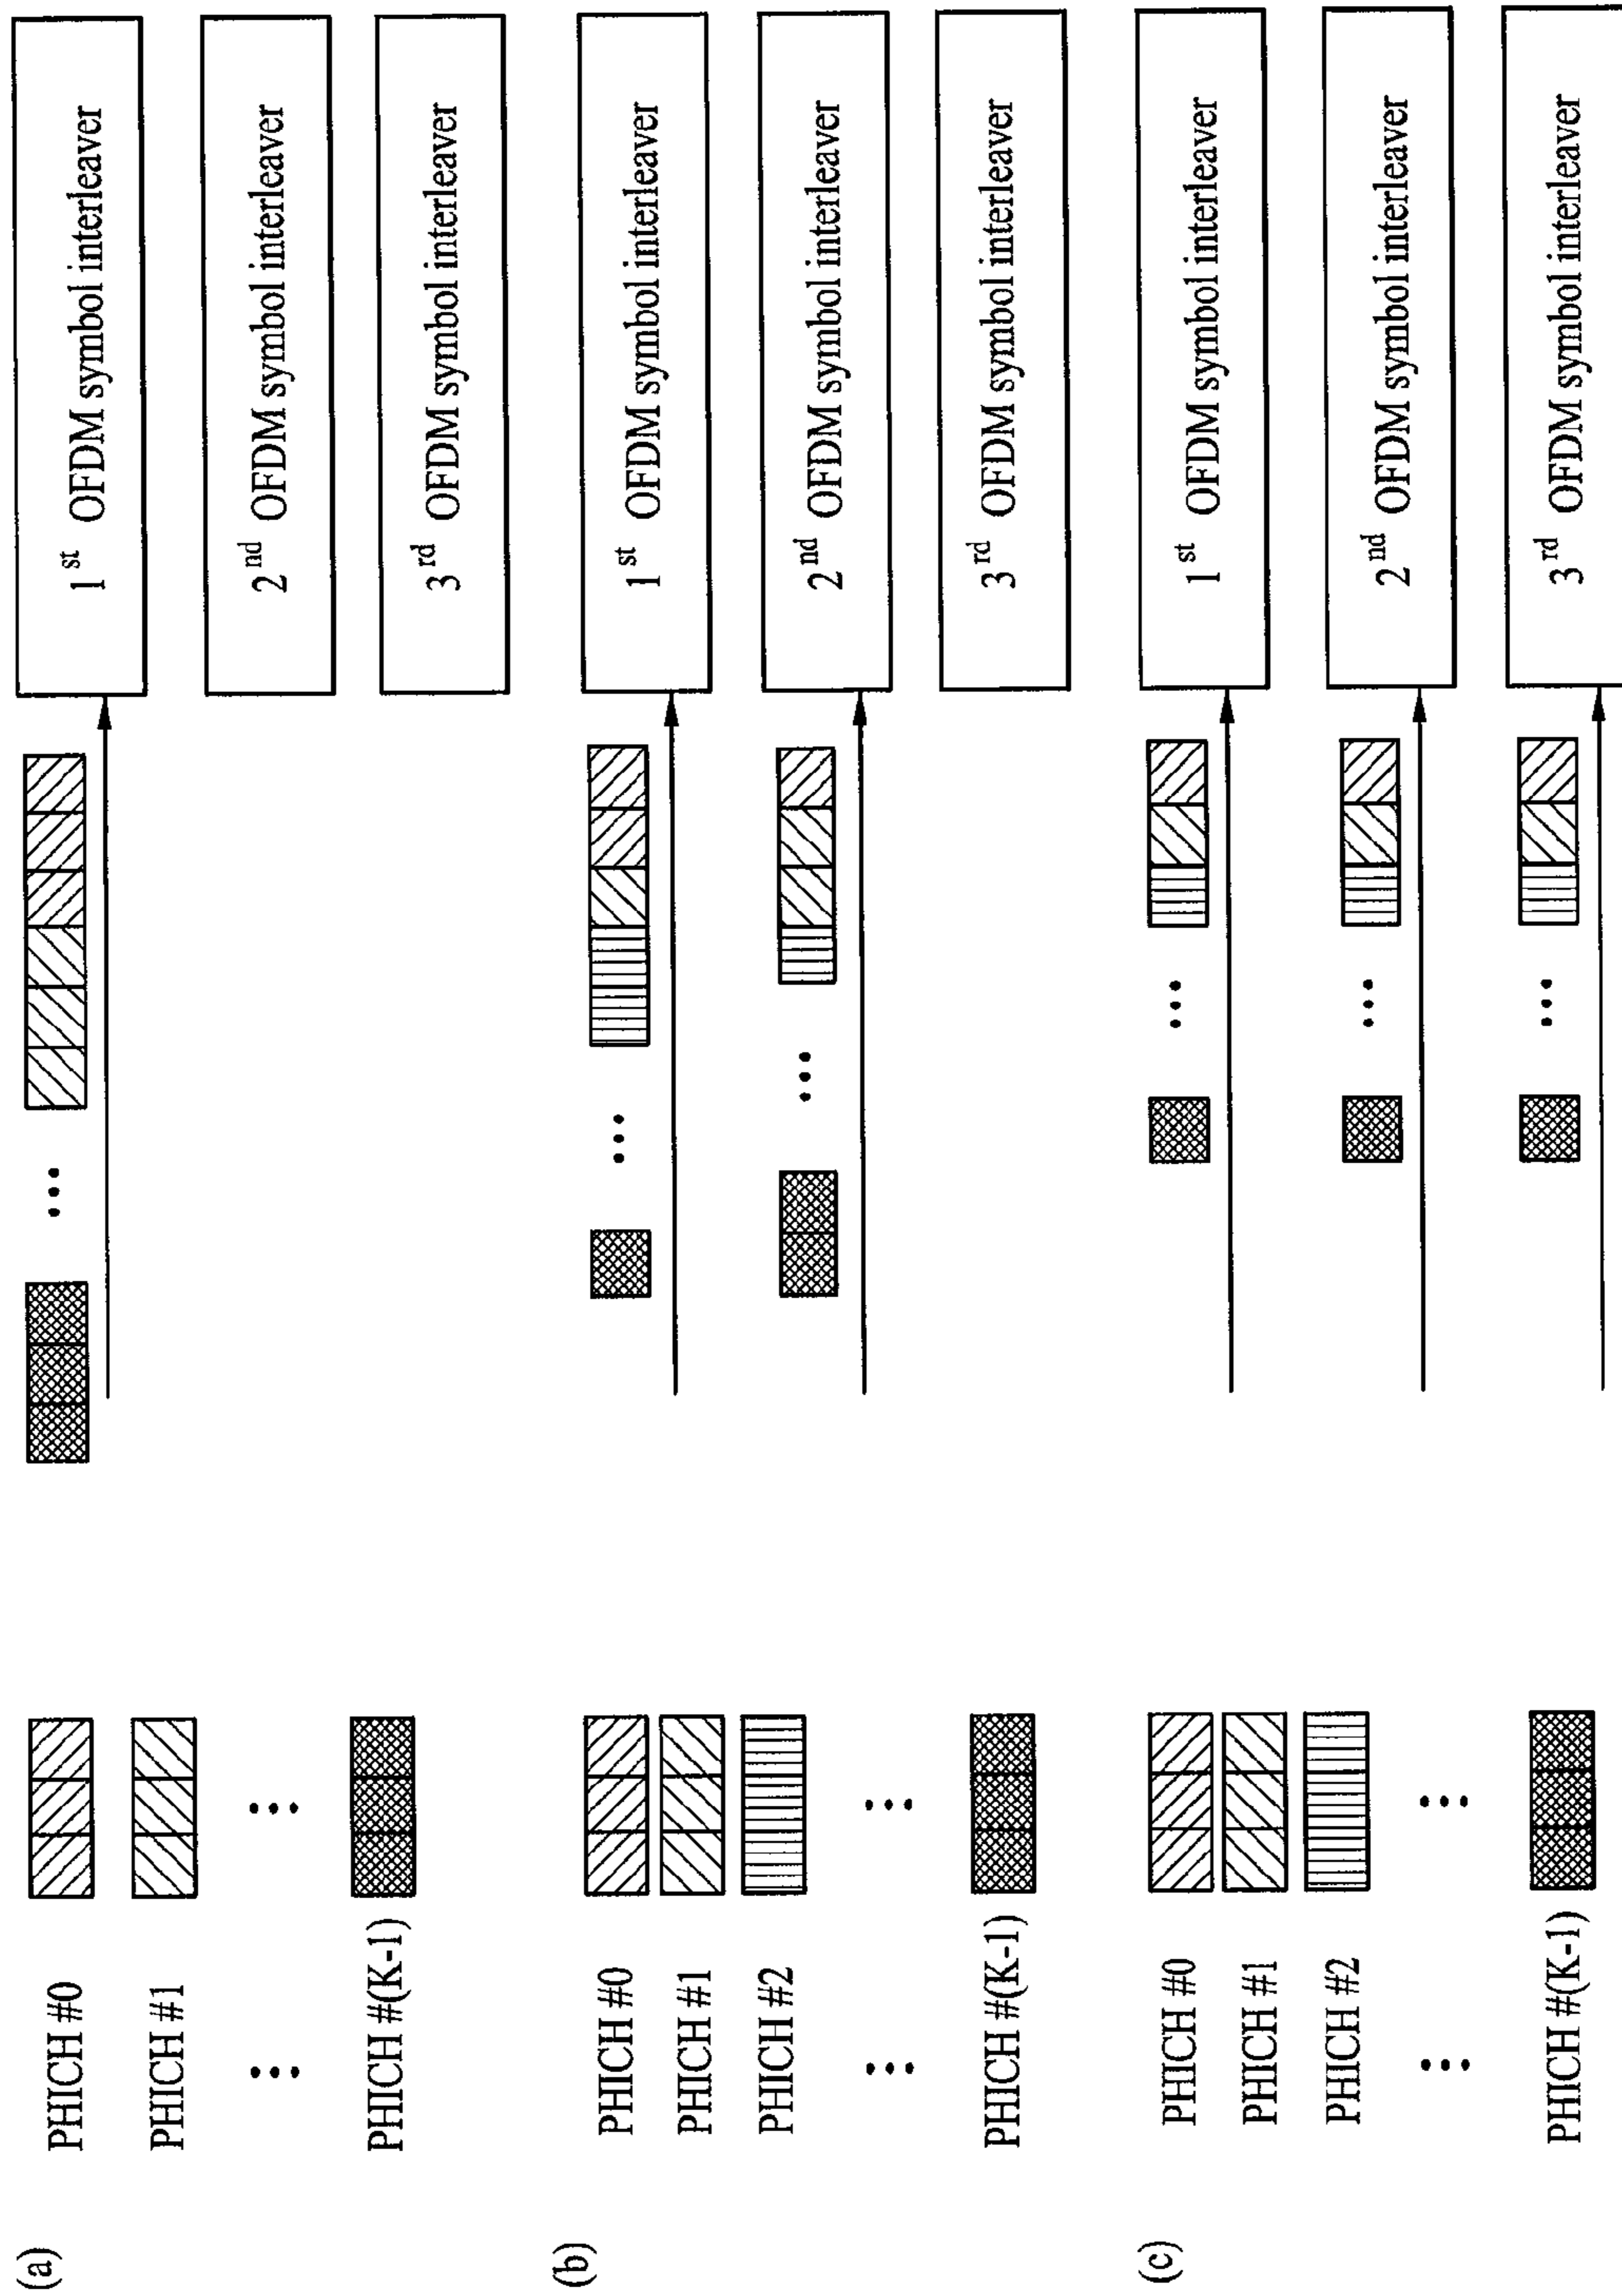 (a)
PHICH #0
PHICH #1
...
PHICH #(K-1)
...
...
1st OFDM symbol interleaver
2nd OFDM symbol interleaver
3rd OFDM symbol interleaver
(b)
PHICH #0
PHICH #1
PHICH #2
...
PHICH #(K-1)
...
...
...
1st OFDM symbol interleaver
2nd OFDM symbol interleaver
3rd OFDM symbol interleaver
(c)
PHICH #0
PHICH #1
PHICH #2
...
PHICH #(K-1)
...
...
...
...
1st OFDM symbol interleaver
2nd OFDM symbol interleaver
3rd OFDM symbol interleaver